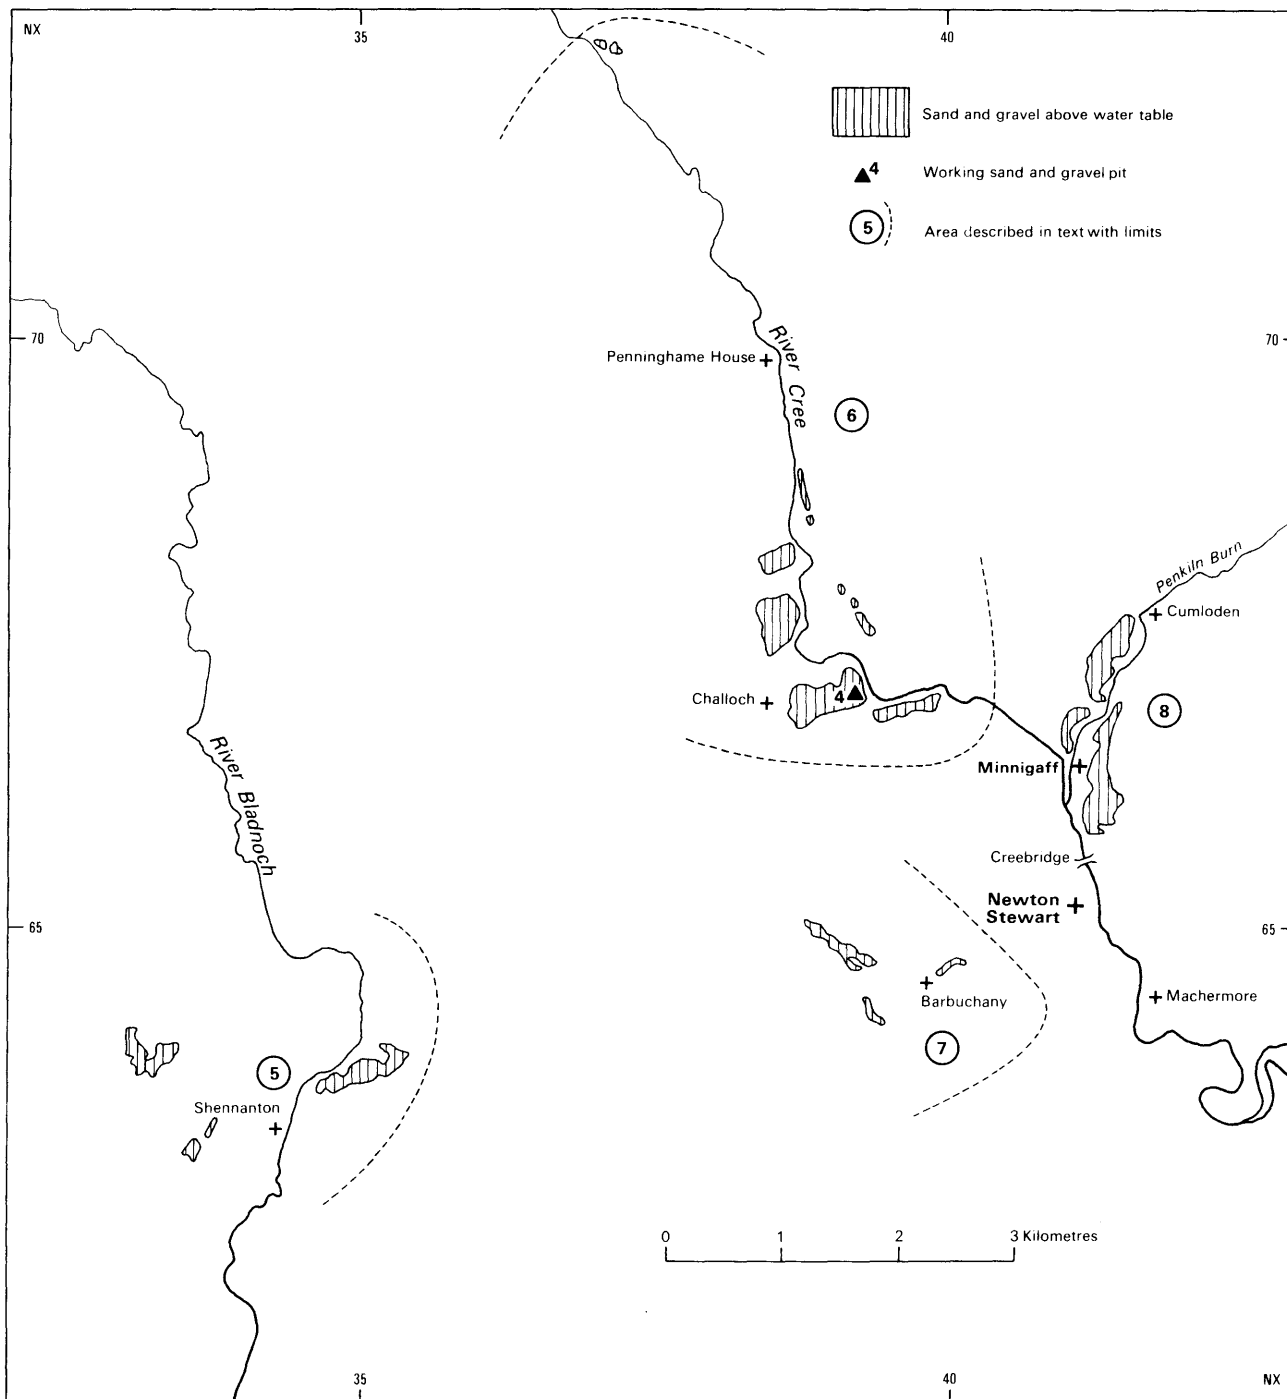 NX
35
40
Sand and gravel above water table
4
Working sand and gravel pit
5
Area described in text with limits
70
70
Penninghame House
River Cree
6
Penkiln Burn
Cumloden
Challoch
4
8
River Bladnoch
Minnigaff
Creebridge
Newton
Stewart
65
65
Machermore
Barbuchany
7
5
Shennanton
0 1 2 3 Kilometres
35
40
NX